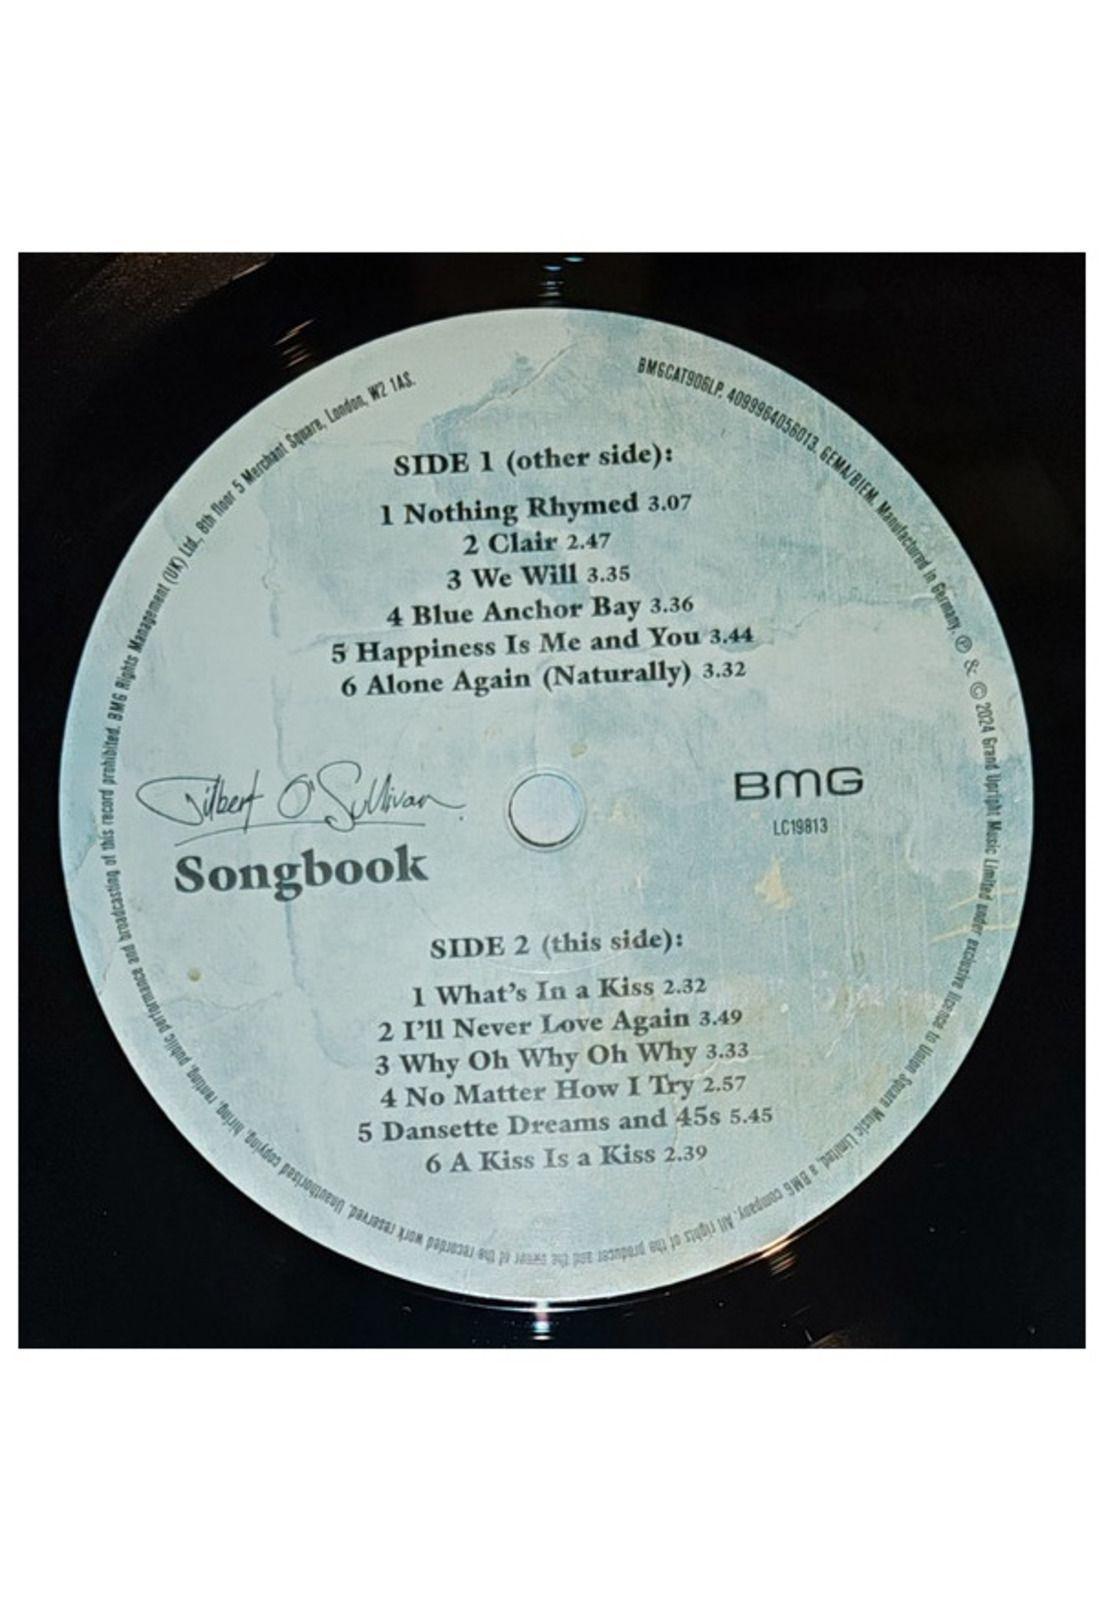 SIDE 1 (other side):
1 Nothing Rhymed 3.07
2 Clair 2.47
3 We Will 3.35
4 Blue Anchor Bay 3.36
5 Happiness Is Me and You 3.44
6 Alone Again (Naturally) 3.32
Gilbert O'Sullivan
Songbook
BMG
LC19813
SIDE 2 (this side):
1 What's In a Kiss 2.32
2 I'll Never Love Again 3.49
3 Why Oh Why Oh Why 3.33
4 No Matter How I Try 2.57
5 Dansette Dreams and 45s 5.45
6 A Kiss Is a Kiss 2.39
BMGCAT906LP. 4099964056013. GEMA/BIEM. Manufactured in Germany. ℗ & © 2024 Grand Upright Music Limited under exclusive licence to Union Square Music Limited, a BMG company. All rights of the producer and the owner of the recorded work reserved. Unauthorised copying, hiring, renting, public performance and broadcasting of this record prohibited. BMG Rights Management (UK) Ltd., 8th floor 5 Merchant Square, London, W2 1AS.